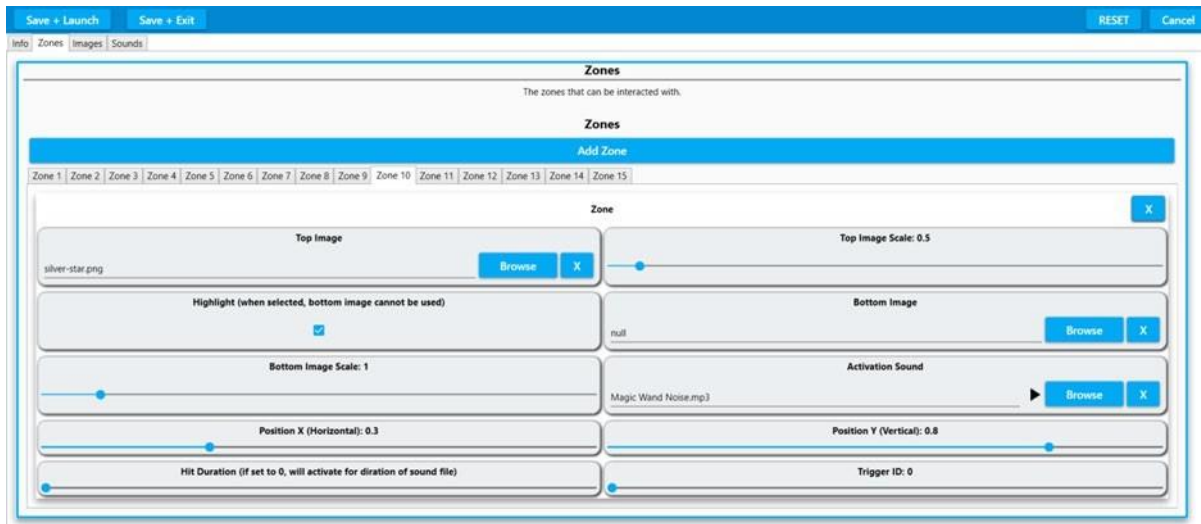 Save + Launch Save + Exit RESET Cancel
Info Zones Images Sounds
Zones
The zones that can be interacted with.
Zones
Add Zone
Zone 1 Zone 2 Zone 3 Zone 4 Zone 5 Zone 6 Zone 7 Zone 8 Zone 9 Zone 10 Zone 11 Zone 12 Zone 13 Zone 14 Zone 15
Zone X
Top Image
silver-star.png Browse X
Top Image Scale: 0.5
Highlight (when selected, bottom image cannot be used)
Bottom Image
null Browse X
Bottom Image Scale: 1
Activation Sound
Magic Wand Noise.mp3 Browse X
Position X (Horizontal): 0.3
Position Y (Vertical): 0.8
Hit Duration (if set to 0, will activate for diration of sound file)
Trigger ID: 0